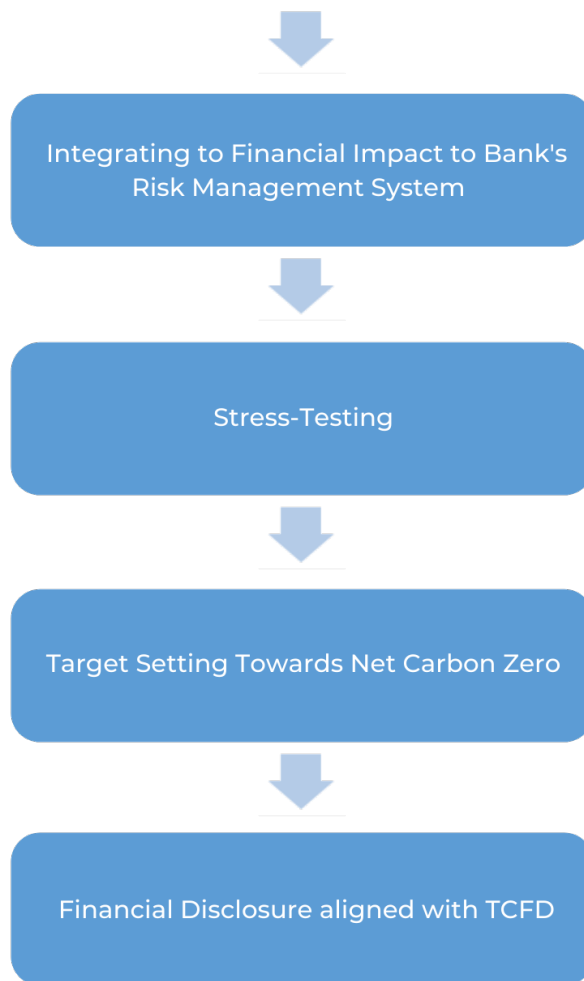 Integrating to Financial Impact to Bank's
Risk Management System
Stress-Testing
Target Setting Towards Net Carbon Zero
Financial Disclosure aligned with TCFD